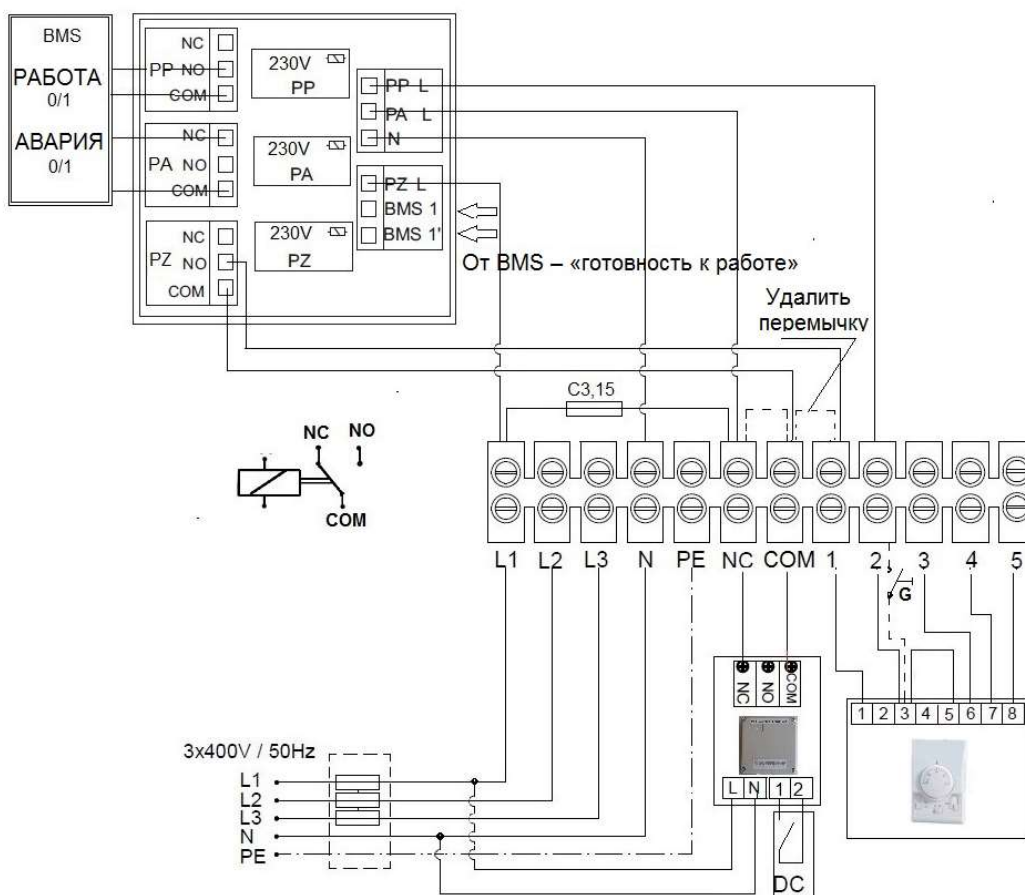 BMS
РАБОТА
0/1
АВАРИЯ
0/1
NC
PP NO
COM
NC
PA NO
COM
NC
PZ NO
COM
230V
PP
230V
PA
230V
PZ
PP L
PA L
N
PZ L
BMS 1
BMS 1'
От BMS – «готовность к работе»
Удалить
перемычку
C3,15
NC NO
COM
L1 L2 L3 N PE NC COM 1 2 3 4 5
G
NC NO COM
L N 1 2
DC
1 2 3 4 5 6 7 8
3x400V / 50Hz
L1
L2
L3
N
PE